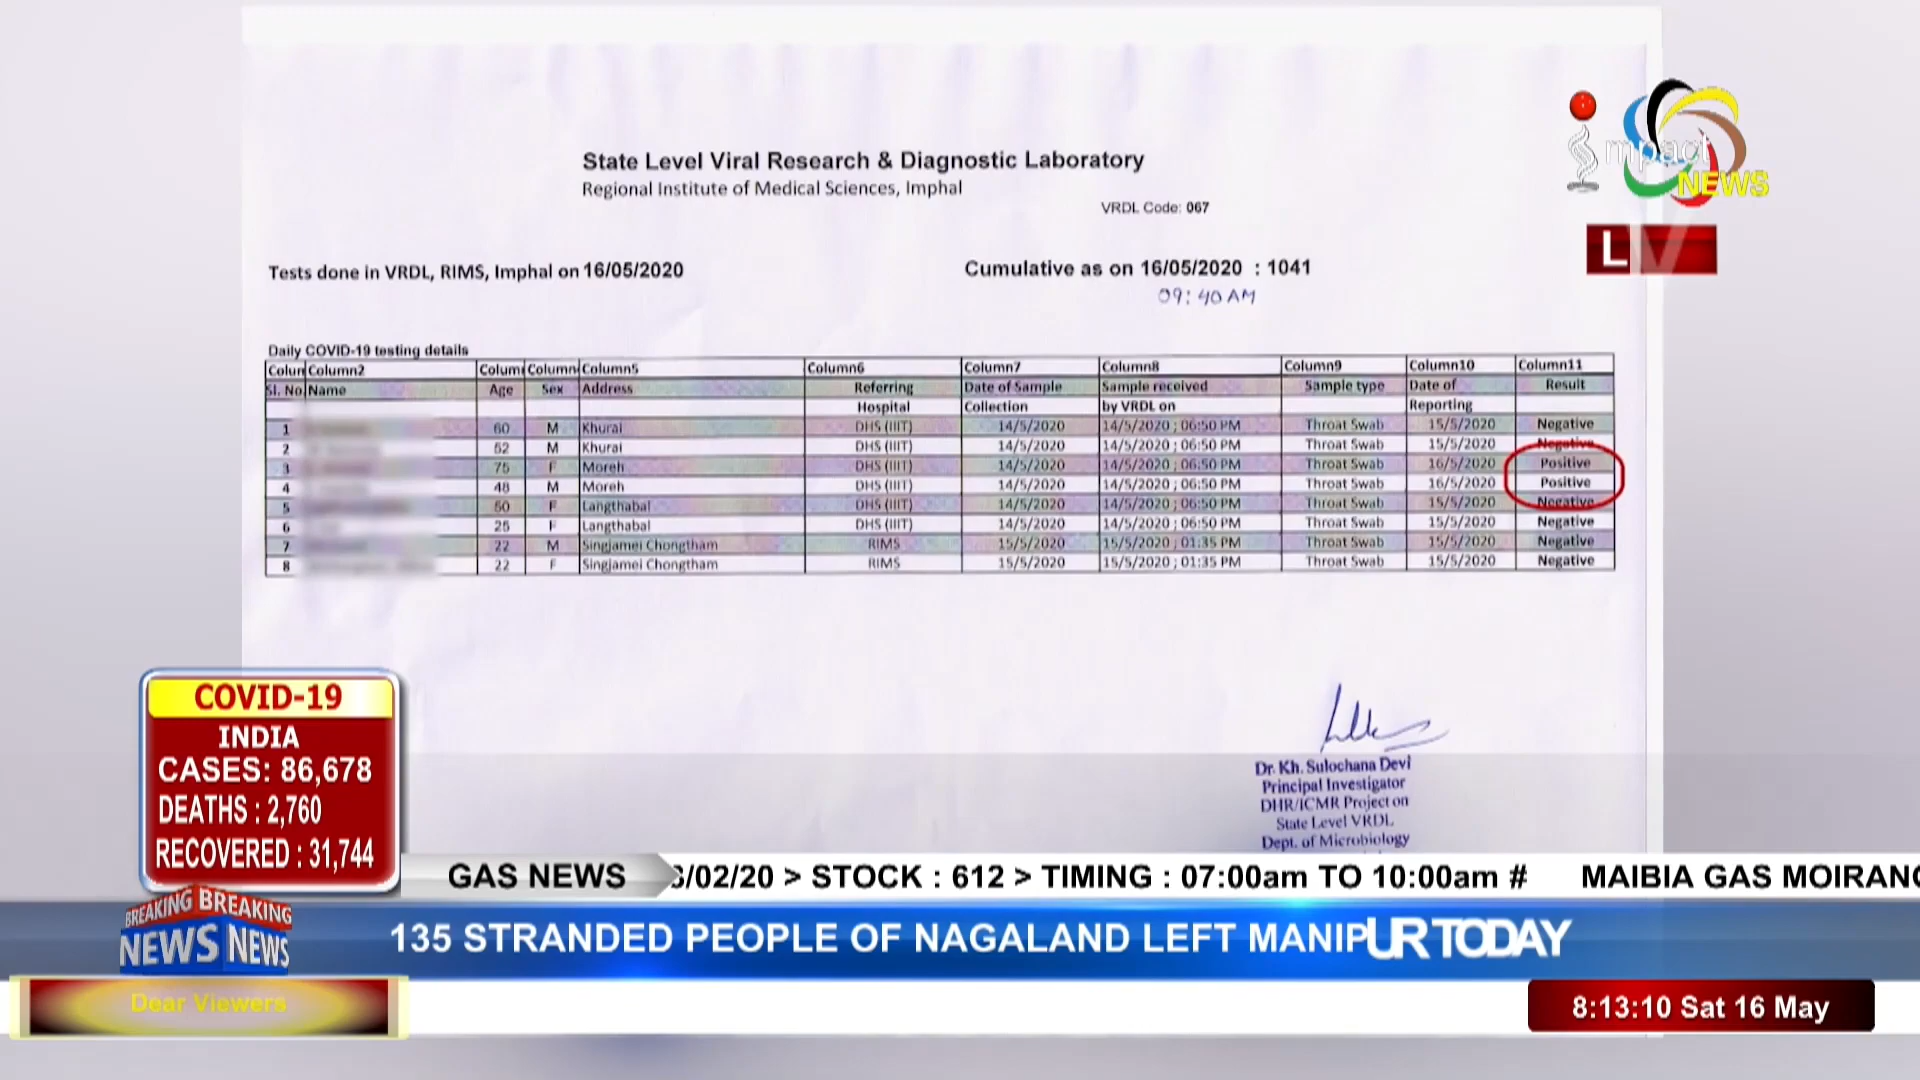 State Level Viral Research & Diagnostic Laboratory
Regional Institute of Medical Sciences, Imphal
VRDL Code: 067
mpact
NEWS
L V
Tests done in VRDL, RIMS, Imphal on 16/05/2020
Cumulative as on 16/05/2020 : 1041
09:40 AM
Daily COVID-19 testing details
Colun Column2 Colum Column Column5 Column6 Column7 Column8 Column9 Column10 Column11
Sl. No Name Age Sex Address Referring Date of Sample Sample received Sample type Date of Result
Hospital Collection by VRDL on Reporting
1 60 M Khurai DHS (IIIT) 14/5/2020 14/5/2020 ; 06:50 PM Throat Swab 15/5/2020 Negative
2 52 M Khurai DHS (IIIT) 14/5/2020 14/5/2020 ; 06:50 PM Throat Swab 15/5/2020 Negative
3 75 F Moreh DHS (IIIT) 14/5/2020 14/5/2020 ; 06:50 PM Throat Swab 16/5/2020 Positive
4 48 M Moreh DHS (IIIT) 14/5/2020 14/5/2020 ; 06:50 PM Throat Swab 16/5/2020 Positive
5 50 F Langthabal DHS (IIIT) 14/5/2020 14/5/2020 ; 06:50 PM Throat Swab 15/5/2020 Negative
6 25 F Langthabal DHS (IIIT) 14/5/2020 14/5/2020 ; 06:50 PM Throat Swab 15/5/2020 Negative
7 22 M Singjamei Chongtham RIMS 15/5/2020 15/5/2020 ; 01:35 PM Throat Swab 15/5/2020 Negative
8 22 F Singjamei Chongtham RIMS 15/5/2020 15/5/2020 ; 01:35 PM Throat Swab 15/5/2020 Negative
Dr. Kh. Sulochana Devi
Principal Investigator
DHR/ICMR Project on
State Level VRDL
Dept. of Microbiology
COVID-19
INDIA
CASES: 86,678
DEATHS : 2,760
RECOVERED : 31,744
GAS NEWS /02/20 > STOCK : 612 > TIMING : 07:00am TO 10:00am # MAIBIA GAS MOIRANG
BREAKING BREAKING
NEWS NEWS
135 STRANDED PEOPLE OF NAGALAND LEFT MANIPUR TODAY
Dear Viewers
8:13:10 Sat 16 May